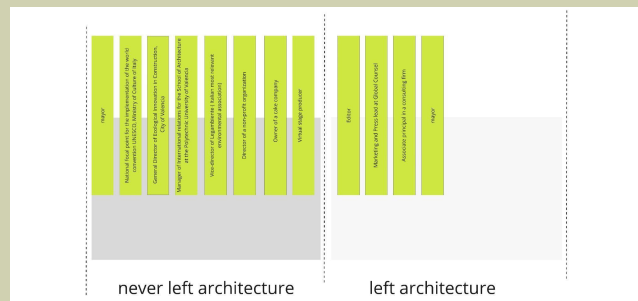 mayor
National focal point for the implementation of the world
convention UNESCO, Ministry of Culture of Italy
General Director of Ecological Innovation in Construction,
City of Valencia
Manager of International relations for the School of Architecture
at the Polytechnic University of Valencia
Vice-director of Legambiente ( Italian most relevant
environmental association)
Director of a non-profit organization
Owner of a cake company
Virtual stage producer
Marketing and Press lead at Global Counsel
Associate principal in a consulting firm
mayor
never left architecture
left architecture